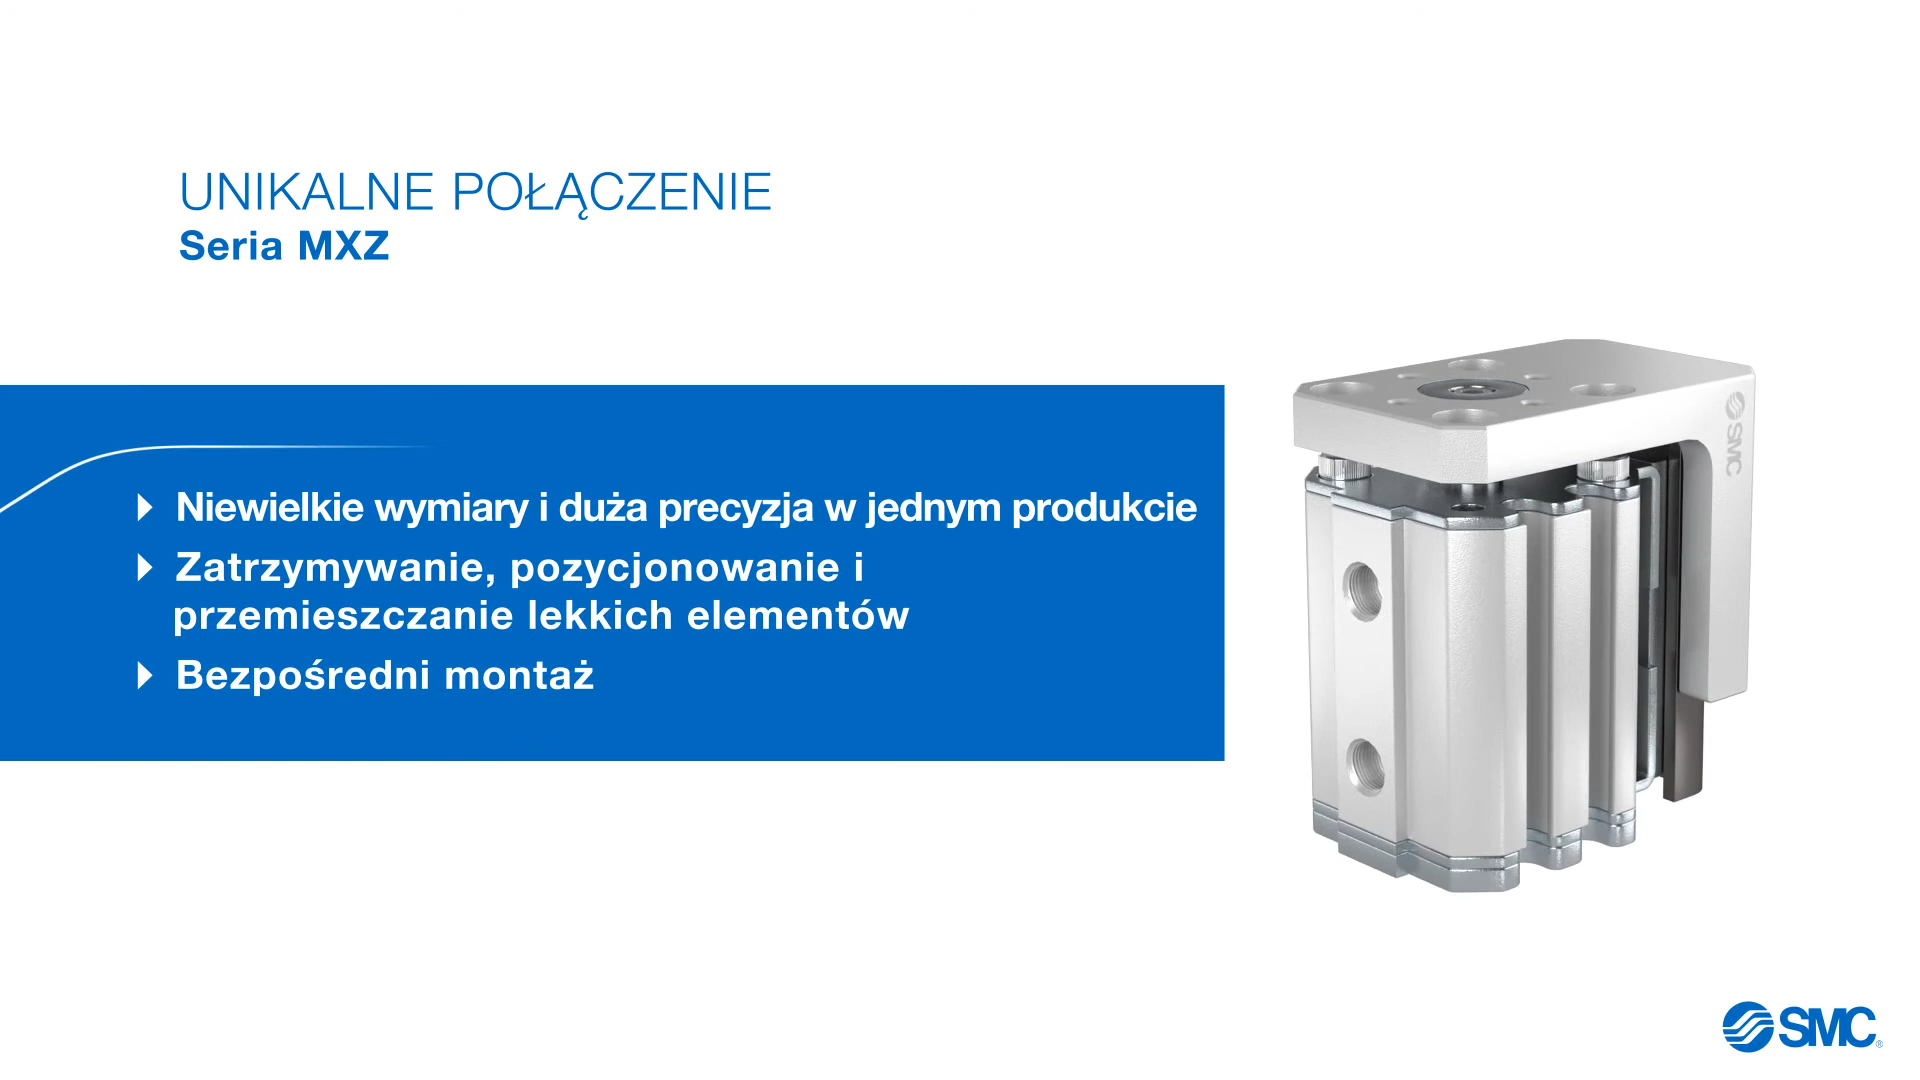 UNIKALNE POŁĄCZENIE
Seria MXZ
Niewielkie wymiary i duża precyzja w jednym produkcie
Zatrzymywanie, pozycjonowanie i
przemieszczanie lekkich elementów
Bezpośredni montaż
SMC
SMC®